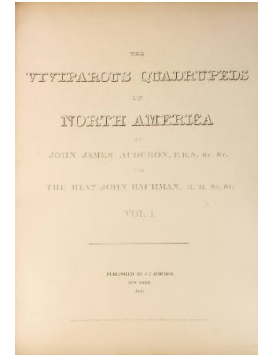 THE
VIVIPAROUS QUADRUPEDS
OF
NORTH AMERICA
BY
JOHN JAMES AUDUBON, F.R.S. &c. &c.
AND
THE REVD. JOHN BACHMAN, D.D. &c. &c.
VOL. I.
PUBLISHED BY J.J. AUDUBON
NEW YORK